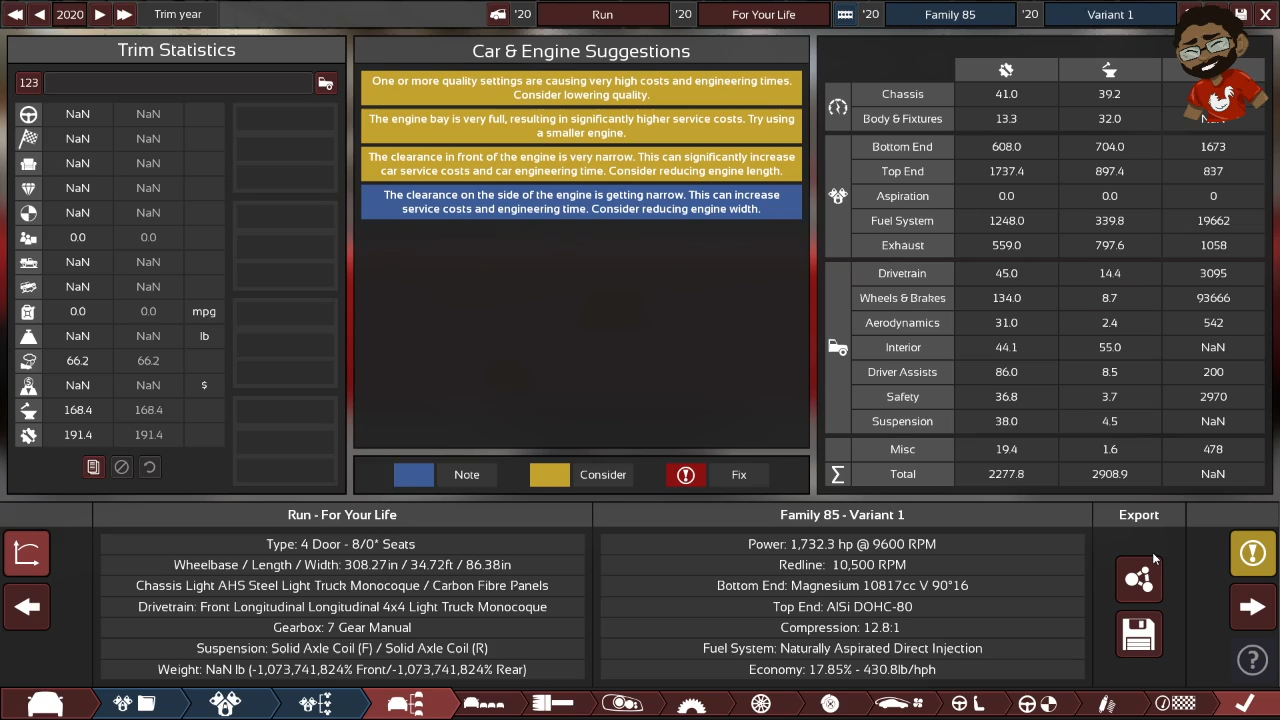 2020 Trim year '20 Run '20 For Your Life '20 Family 85 '20 Variant 1
Trim Statistics
123
NaN NaN
NaN NaN
NaN NaN
NaN NaN
NaN NaN
0.0 0.0
NaN NaN
NaN NaN
0.0 0.0 mpg
NaN NaN lb
66.2 66.2
NaN NaN $
168.4 168.4
191.4 191.4
Car & Engine Suggestions
One or more quality settings are causing very high costs and engineering times.
Consider lowering quality.
The engine bay is very full, resulting in significantly higher service costs. Try using
a smaller engine.
The clearance in front of the engine is very narrow. This can significantly increase
car service costs and car engineering time. Consider reducing engine length.
The clearance on the side of the engine is getting narrow. This can increase
service costs and engineering time. Consider reducing engine width.
Note Consider Fix
Chassis 41.0 39.2
Body & Fixtures 13.3 32.0 NaN
Bottom End 608.0 704.0 1673
Top End 1737.4 897.4 837
Aspiration 0.0 0.0 0
Fuel System 1248.0 339.8 19662
Exhaust 559.0 797.6 1058
Drivetrain 45.0 14.4 3095
Wheels & Brakes 134.0 8.7 93666
Aerodynamics 31.0 2.4 542
Interior 44.1 55.0 NaN
Driver Assists 86.0 8.5 200
Safety 36.8 3.7 2970
Suspension 38.0 4.5 NaN
Misc 19.4 1.6 478
Σ Total 2277.8 2908.9 NaN
Run - For Your Life
Type: 4 Door - 8/0* Seats
Wheelbase / Length / Width: 308.27in / 34.72ft / 86.38in
Chassis Light AHS Steel Light Truck Monocoque / Carbon Fibre Panels
Drivetrain: Front Longitudinal Longitudinal 4x4 Light Truck Monocoque
Gearbox: 7 Gear Manual
Suspension: Solid Axle Coil (F) / Solid Axle Coil (R)
Weight: NaN lb (-1,073,741,824% Front/-1,073,741,824% Rear)
Family 85 - Variant 1
Power: 1,732.3 hp @ 9600 RPM
Redline: 10,500 RPM
Bottom End: Magnesium 10817cc V 90°16
Top End: AlSi DOHC-80
Compression: 12.8:1
Fuel System: Naturally Aspirated Direct Injection
Economy: 17.85% - 430.8lb/hph
Export